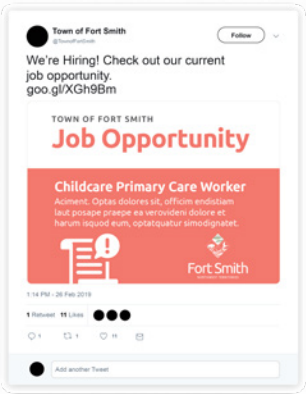 Town of Fort Smith
@TownofFortSmith
Follow
We're Hiring! Check out our current
job opportunity.
goo.gl/XGh9Bm
TOWN OF FORT SMITH
Job Opportunity
Childcare Primary Care Worker
Aciment. Optas dolores sit, officim endistiam
laut posape praepe ea verovideni dolore et
harum isquod eum, optatquatur simodignatet.
Fort Smith
NORTHWEST TERRITORIES
1:14 PM - 26 Feb 2019
1 Retweet 11 Likes
1 1 11
Add another Tweet